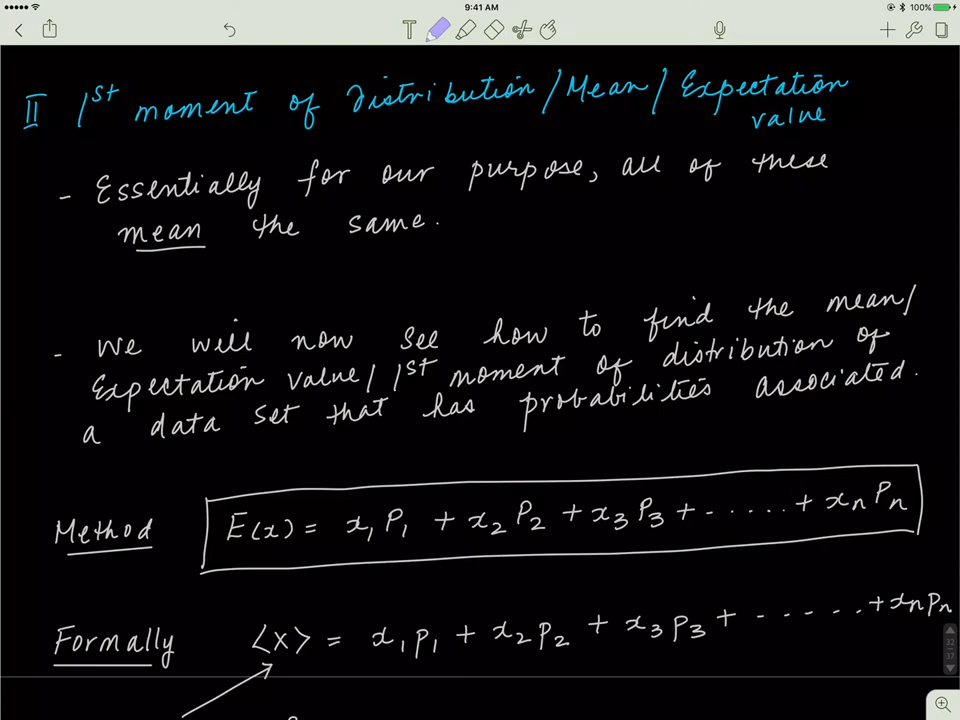 9:41 AM
100%
T
II 1st moment of distribution/Mean/Expectation
value
- Essentially for our purpose, all of these
mean the same.
- We will now see how to find the mean/
Expectation value/1st moment of distribution of
a data set that has probabilities associated.
Method E(x) = x₁P₁ + x₂P₂ + x₃P₃ + ..... + xₙPₙ
Formally ⟨x⟩ = x₁p₁ + x₂p₂ + x₃p₃ + ...... + xₙpₙ